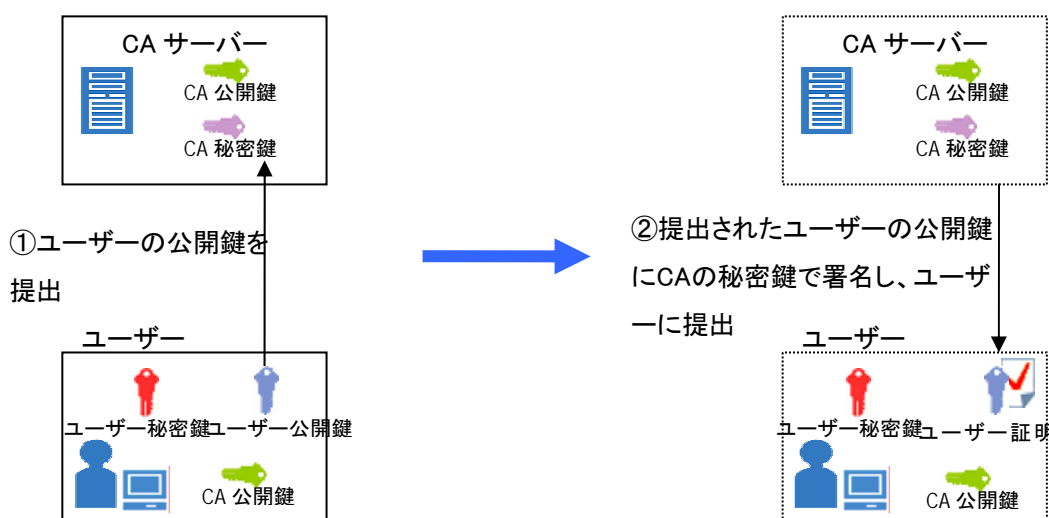 CA サーバー
CA 公開鍵
CA 秘密鍵
①ユーザーの公開鍵を
提出
ユーザー
ユーザー秘密鍵
ユーザー公開鍵
CA 公開鍵
CA サーバー
CA 公開鍵
CA 秘密鍵
②提出されたユーザーの公開鍵
にCAの秘密鍵で署名し、ユーザ
ーに提出
ユーザー
ユーザー秘密鍵
ユーザー証明
CA 公開鍵